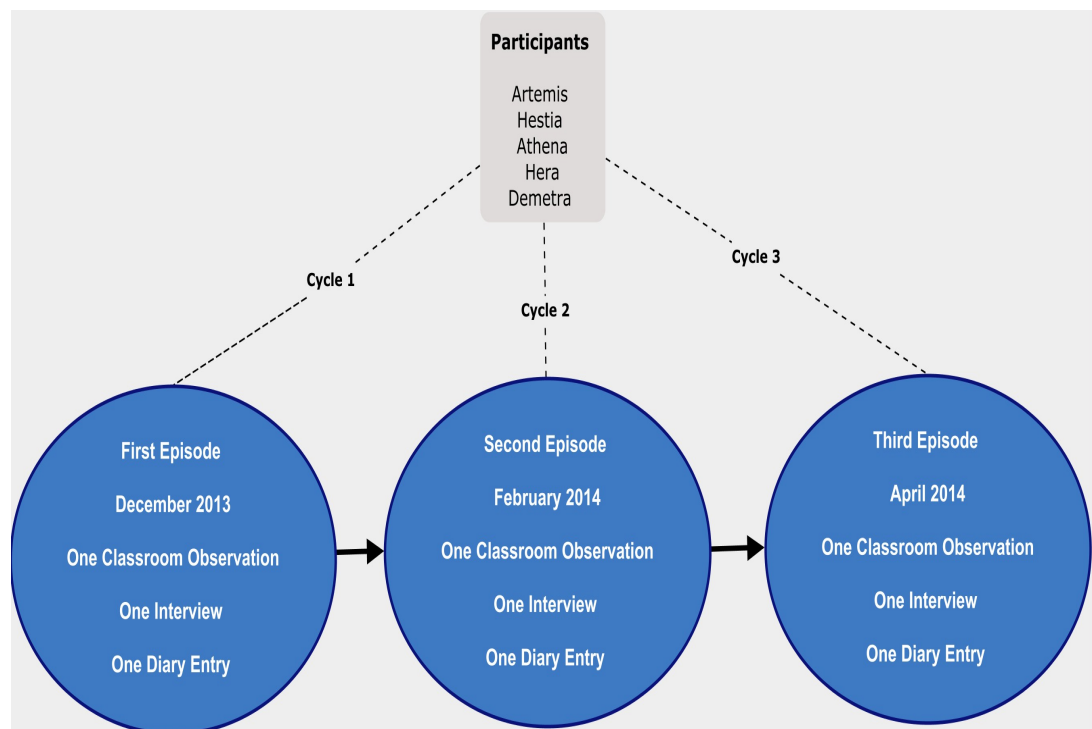 Participants
Artemis
Hestia
Athena
Hera
Demetra
Cycle 1
Cycle 2
Cycle 3
First Episode
December 2013
One Classroom Observation
One Interview
One Diary Entry
Second Episode
February 2014
One Classroom Observation
One Interview
One Diary Entry
Third Episode
April 2014
One Classroom Observation
One Interview
One Diary Entry